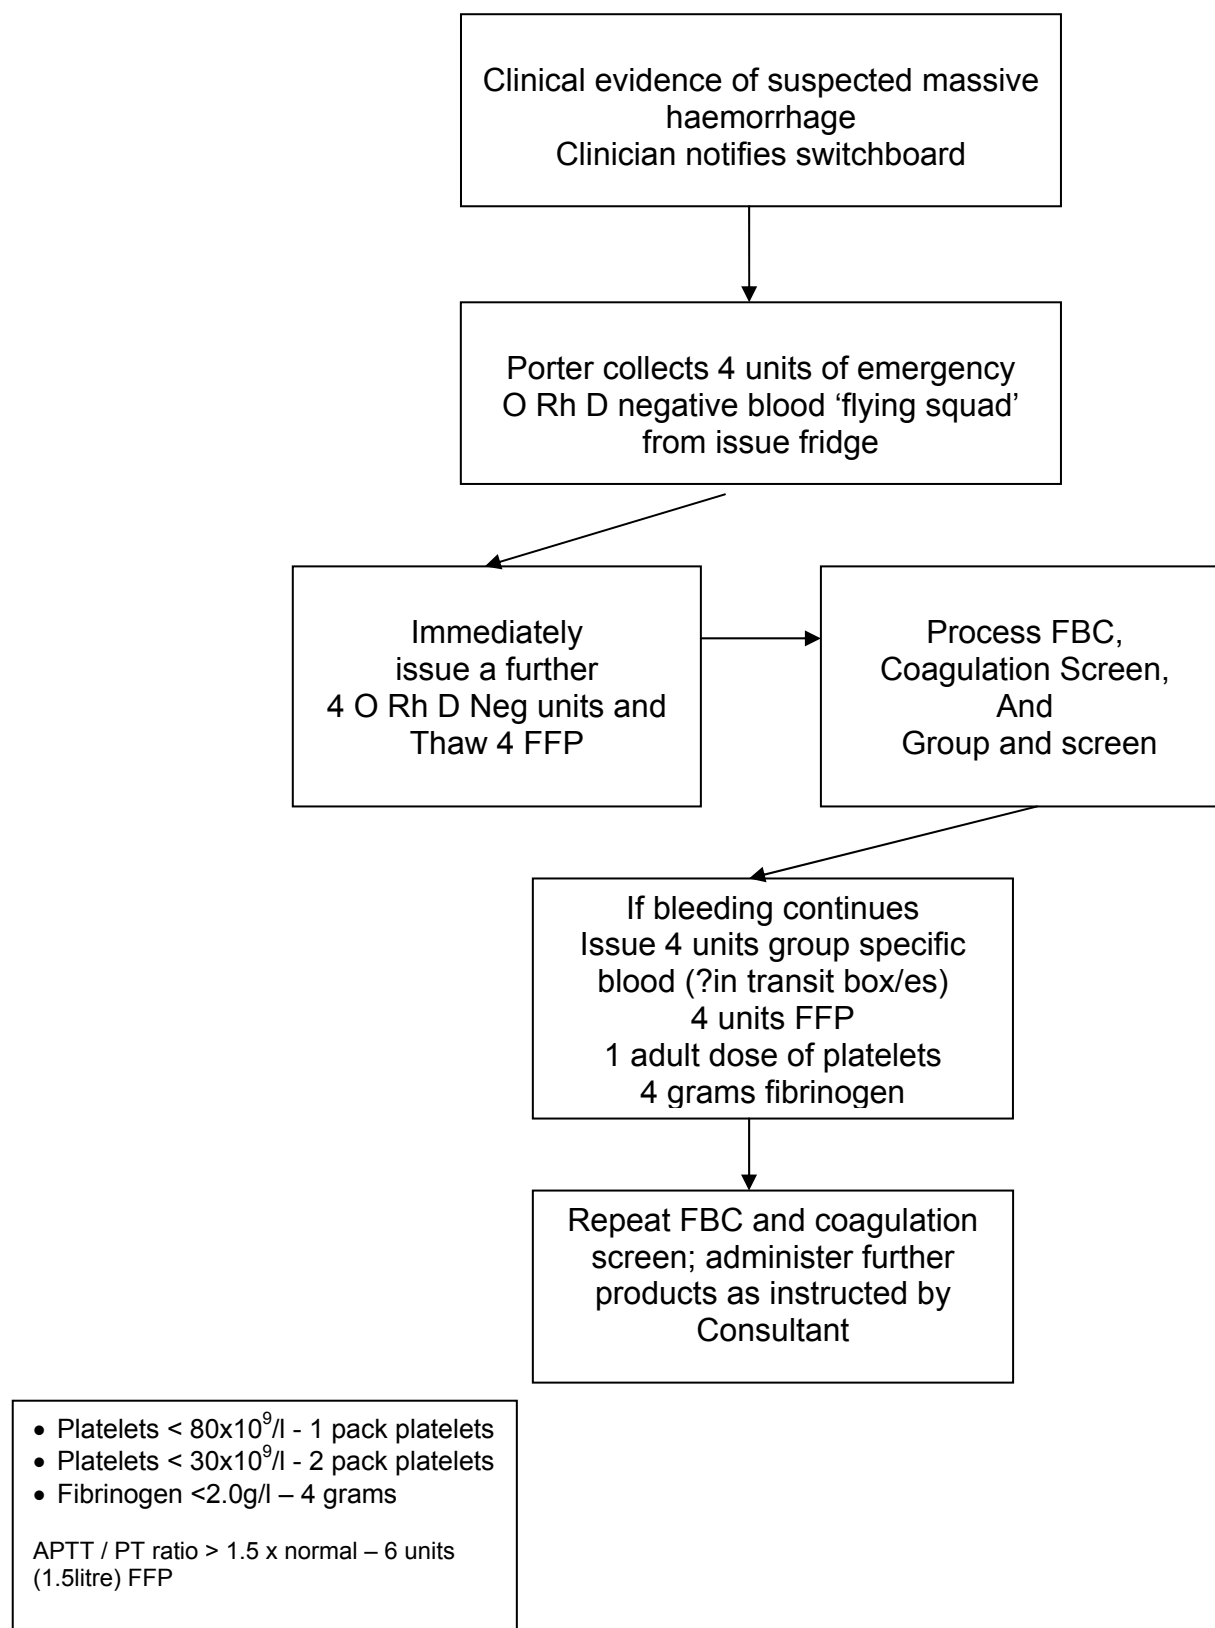 Clinical evidence of suspected massive
haemorrhage
Clinician notifies switchboard
Porter collects 4 units of emergency
O Rh D negative blood ‘flying squad’
from issue fridge
Immediately
issue a further
4 O Rh D Neg units and
Thaw 4 FFP
Process FBC,
Coagulation Screen,
And
Group and screen
If bleeding continues
Issue 4 units group specific
blood (?in transit box/es)
4 units FFP
1 adult dose of platelets
4 grams fibrinogen
Repeat FBC and coagulation
screen; administer further
products as instructed by
Consultant
• Platelets < 80x10⁹/l - 1 pack platelets
• Platelets < 30x10⁹/l - 2 pack platelets
• Fibrinogen <2.0g/l – 4 grams
APTT / PT ratio > 1.5 x normal – 6 units
(1.5litre) FFP